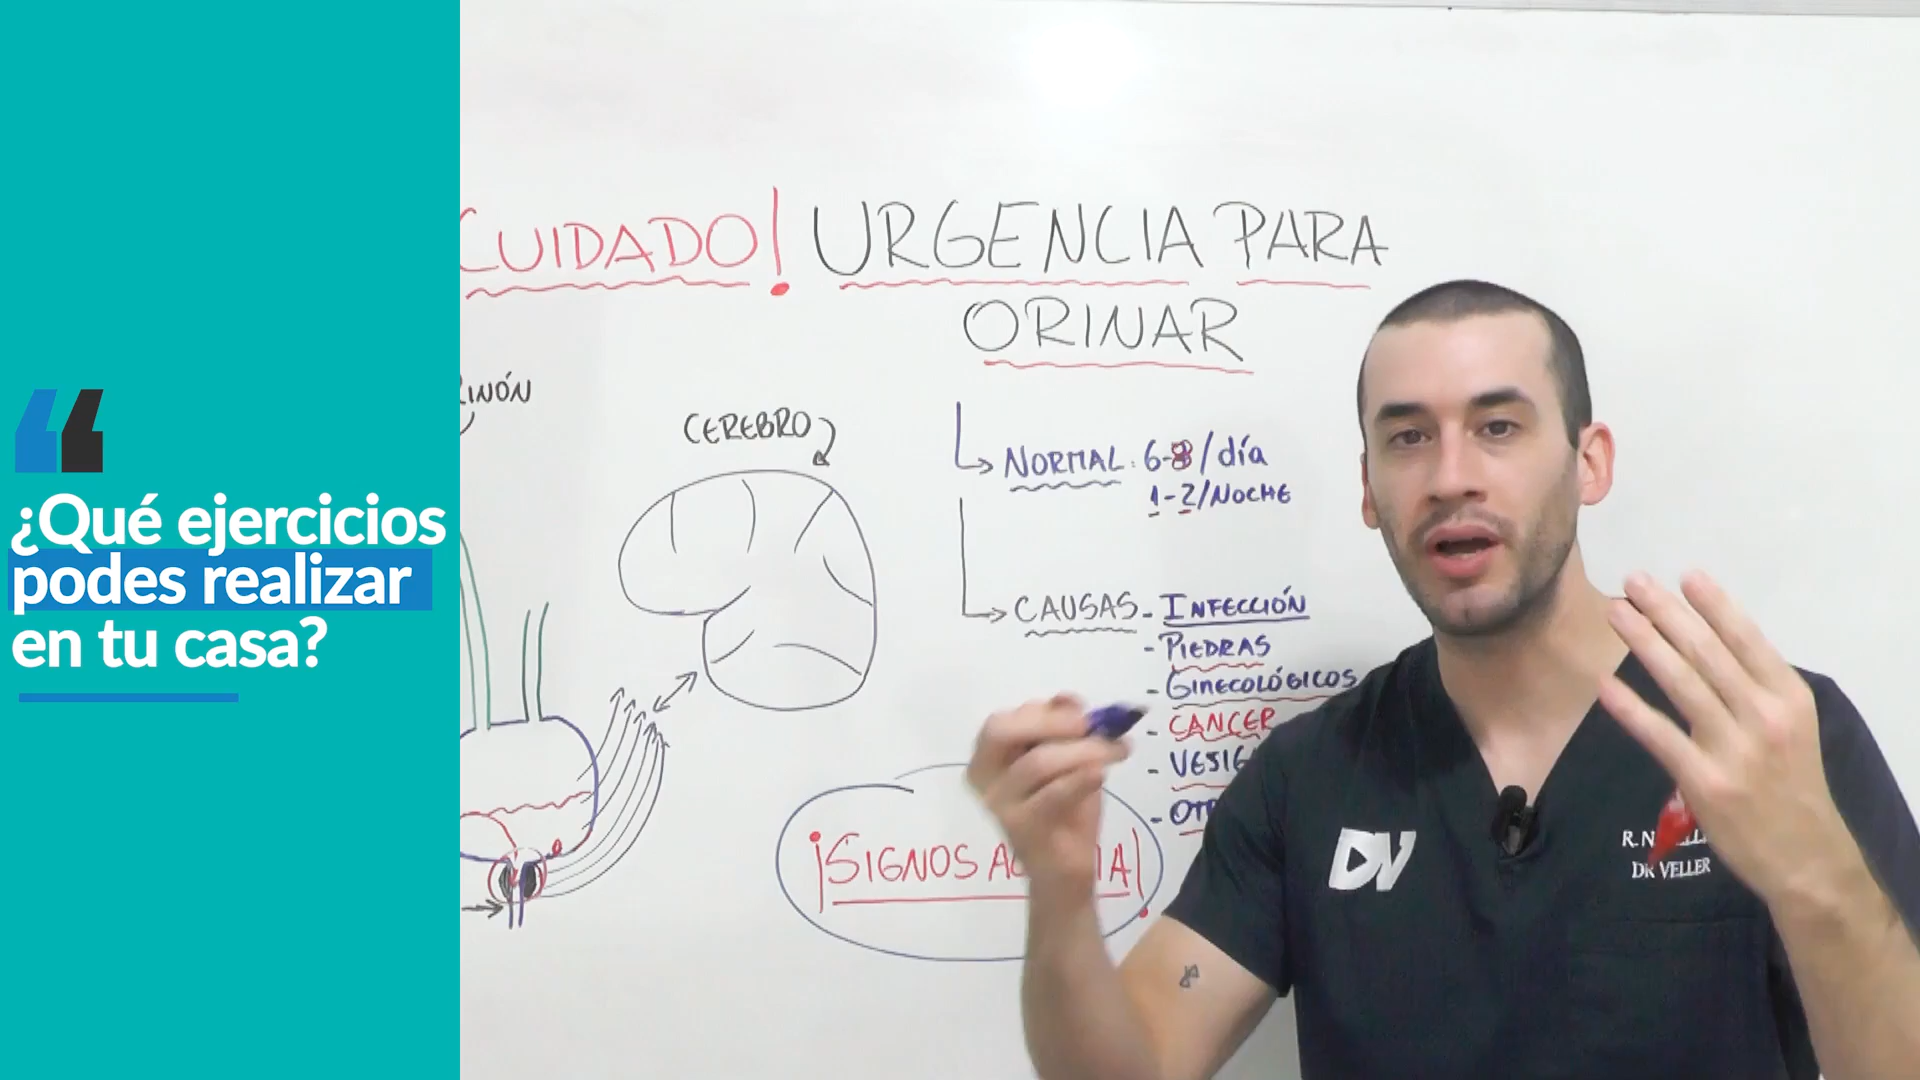 ¿Qué ejercicios
podes realizar
en tu casa?
CUIDADO! URGENCIA PARA
ORINAR
CEREBRO
NORMAL: 6-8/día
1-2/NOCHE
CAUSAS - INFECCIÓN
- PIEDRAS
- GINECOLÓGICOS
- CANCER
¡SIGNOS
DV
DR VELLER